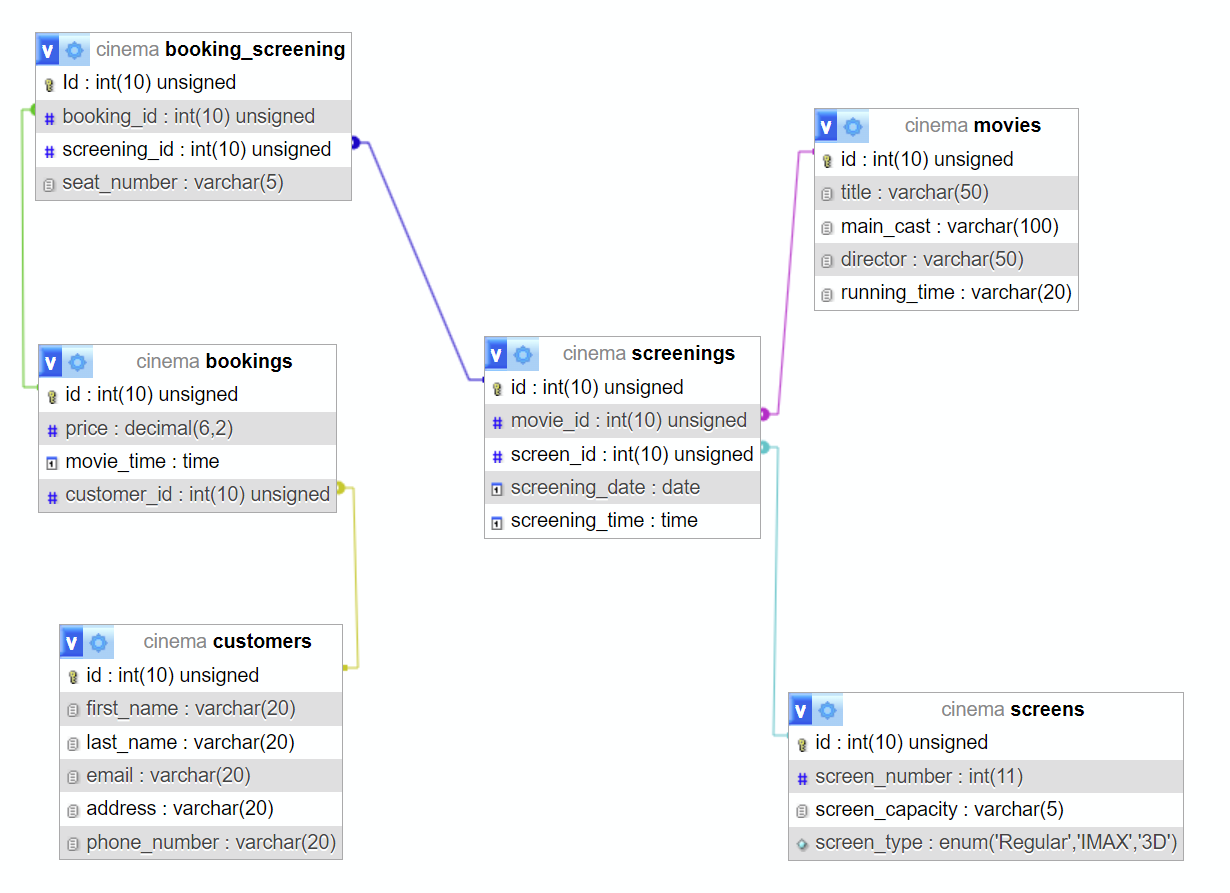 v cinema booking_screening
Id : int(10) unsigned
# booking_id : int(10) unsigned
# screening_id : int(10) unsigned
seat_number : varchar(5)
v cinema movies
id : int(10) unsigned
title : varchar(50)
main_cast : varchar(100)
director : varchar(50)
running_time : varchar(20)
v cinema bookings
id : int(10) unsigned
# price : decimal(6,2)
movie_time : time
# customer_id : int(10) unsigned
v cinema screenings
id : int(10) unsigned
# movie_id : int(10) unsigned
# screen_id : int(10) unsigned
screening_date : date
screening_time : time
v cinema customers
id : int(10) unsigned
first_name : varchar(20)
last_name : varchar(20)
email : varchar(20)
address : varchar(20)
phone_number : varchar(20)
v cinema screens
id : int(10) unsigned
# screen_number : int(11)
screen_capacity : varchar(5)
screen_type : enum('Regular','IMAX','3D')